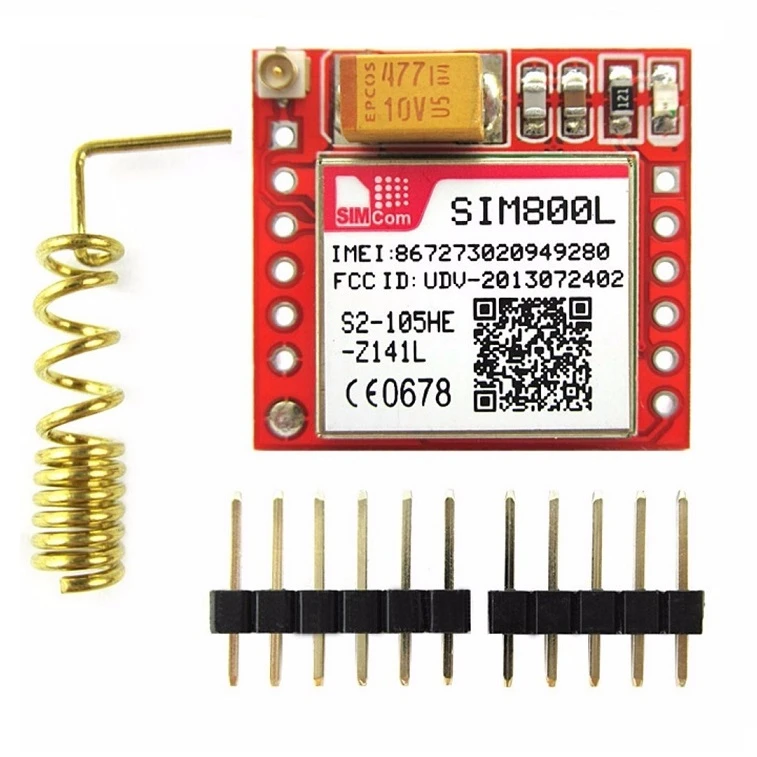 EPCOS
477
10V
121
SIMCom
SIM800L
IMEI:867273020949280
FCC ID: UDV-2013072402
S2-105HE
-Z141L
CE0678